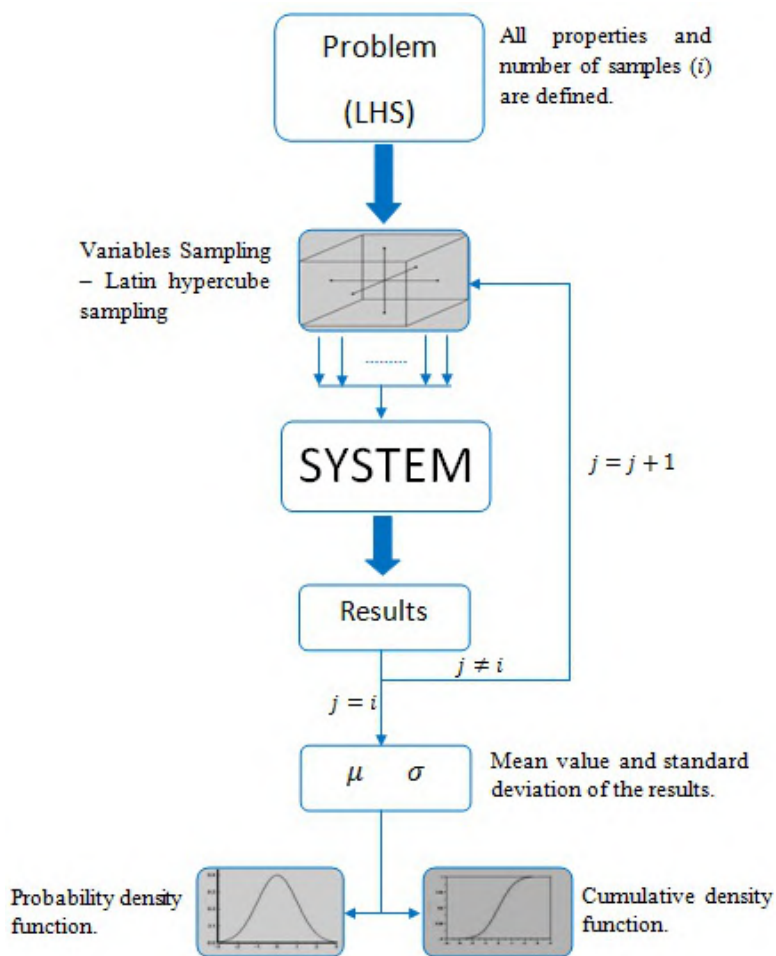 Problem
(LHS)
All properties and
number of samples (i)
are defined.
Variables Sampling
– Latin hypercube
sampling
........
SYSTEM
j = j + 1
Results
j ≠ i
j = i
μ σ
Mean value and standard
deviation of the results.
Probability density
function.
Cumulative density
function.